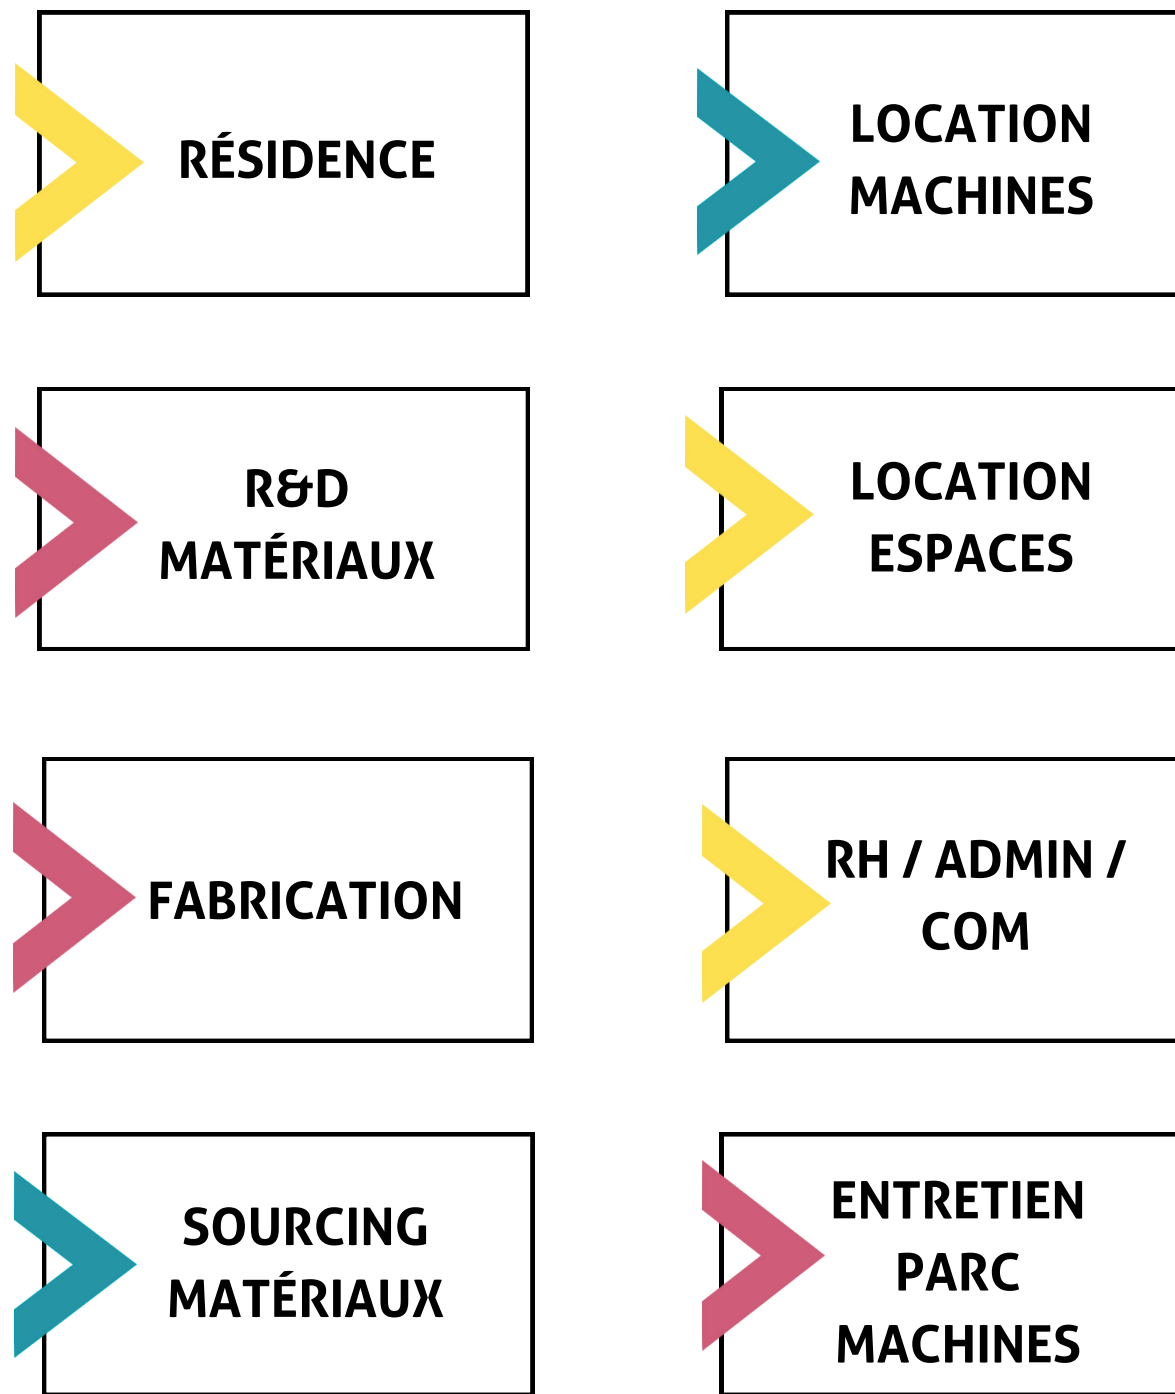 RÉSIDENCE
LOCATION
MACHINES
R&D
MATÉRIAUX
LOCATION
ESPACES
FABRICATION
RH / ADMIN /
COM
SOURCING
MATÉRIAUX
ENTRETIEN
PARC
MACHINES